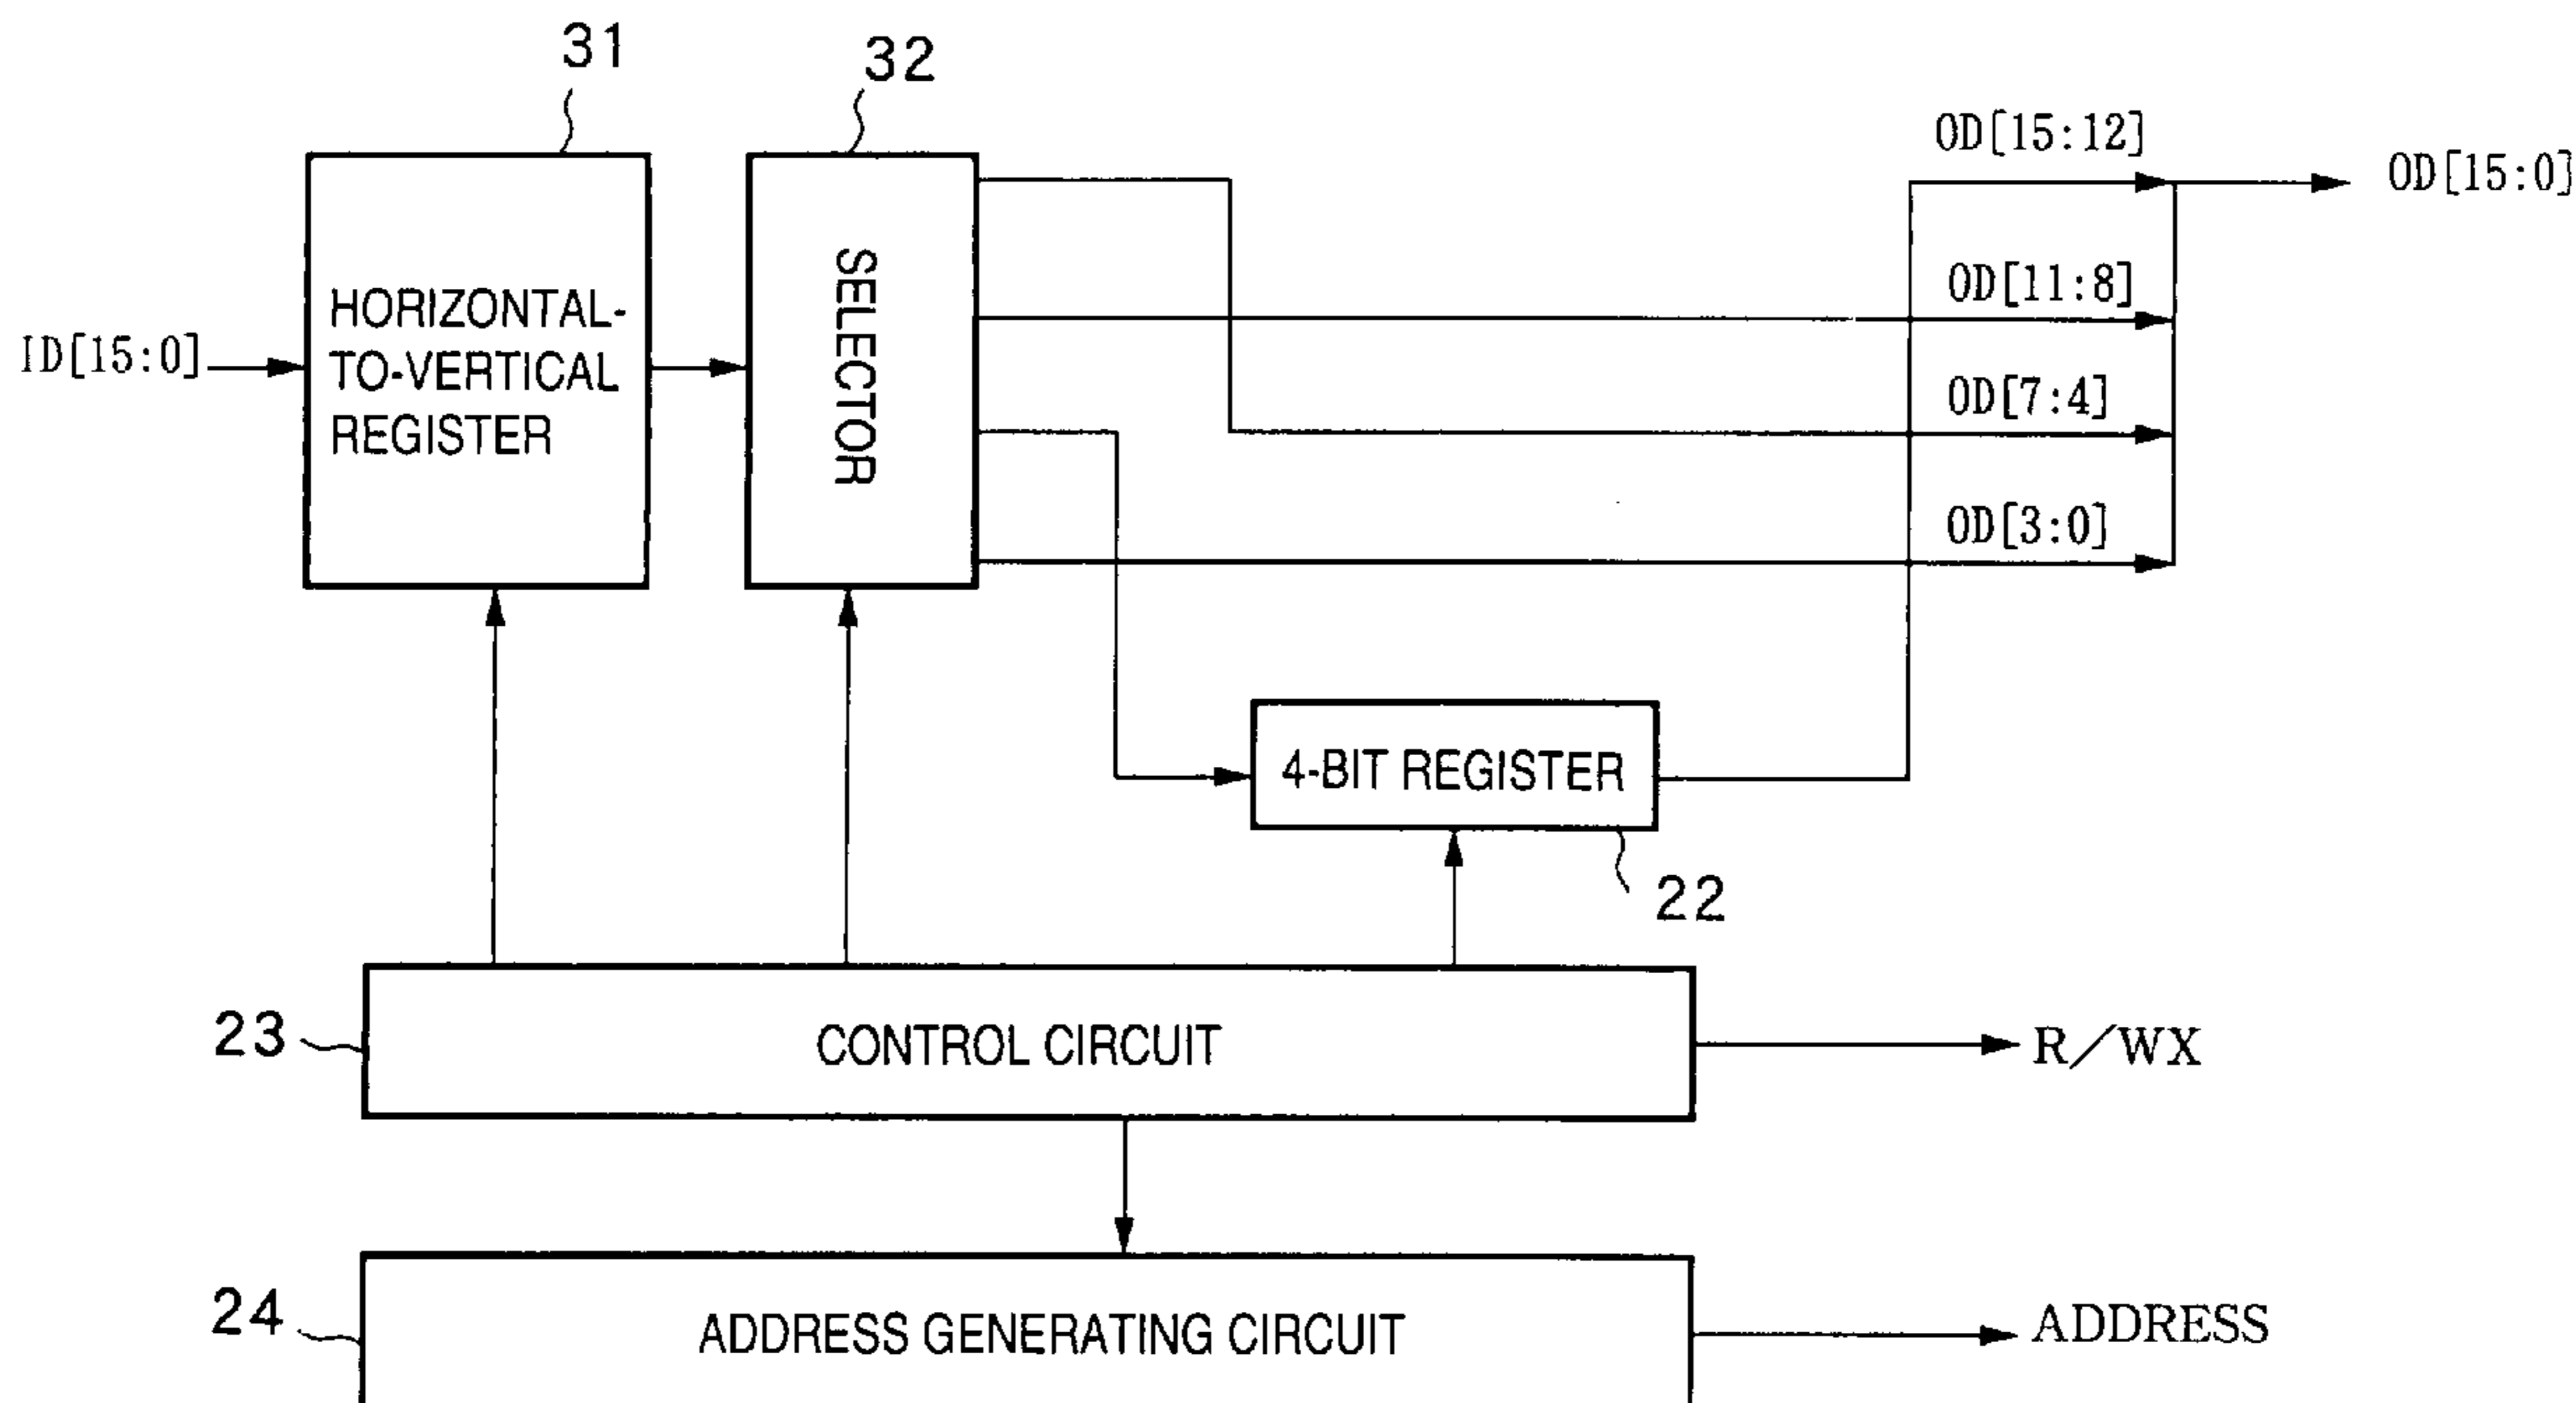 31
32
OD[15:12]
OD[15:0]
HORIZONTAL-
TO-VERTICAL
REGISTER
SELECTOR
ID[15:0]
OD[11:8]
OD[7:4]
OD[3:0]
4-BIT REGISTER
22
23
CONTROL CIRCUIT
R/WX
24
ADDRESS GENERATING CIRCUIT
ADDRESS